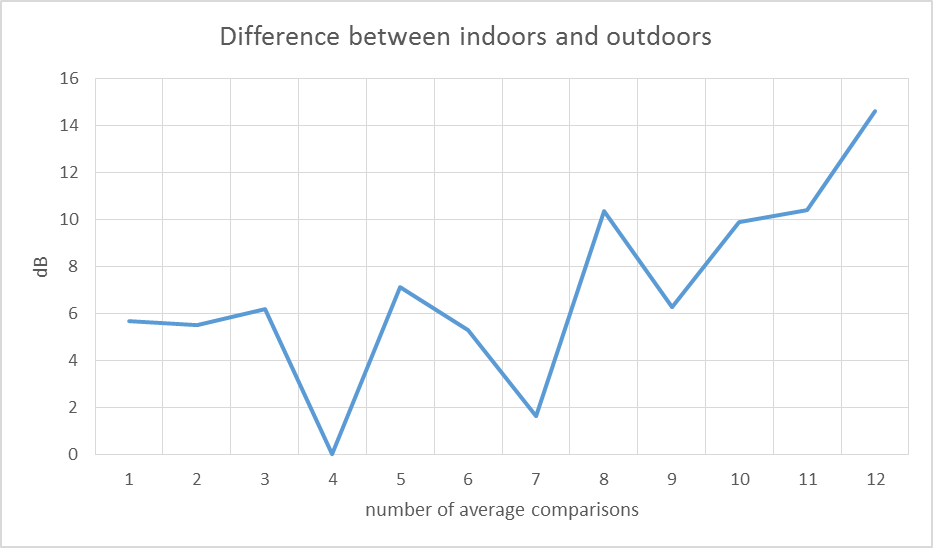 Difference between indoors and outdoors
16
14
12
10
8
6
4
2
0
dB
1 2 3 4 5 6 7 8 9 10 11 12
number of average comparisons